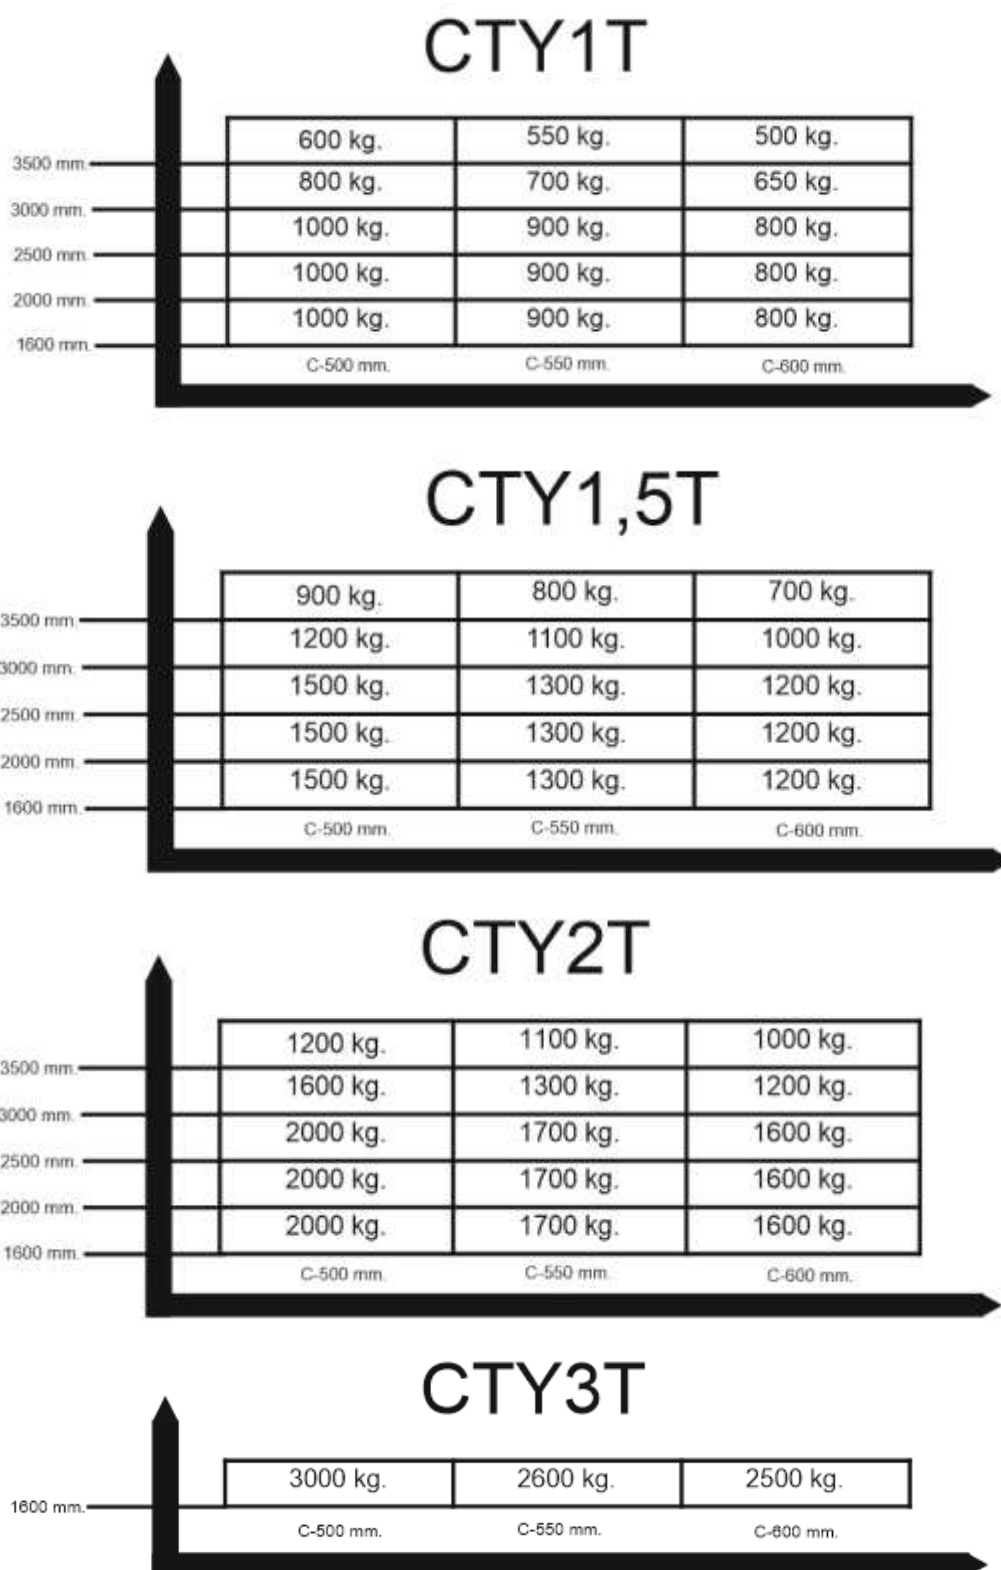 CTY1T
600 kg. 550 kg. 500 kg.
3500 mm.
800 kg. 700 kg. 650 kg.
3000 mm.
1000 kg. 900 kg. 800 kg.
2500 mm.
1000 kg. 900 kg. 800 kg.
2000 mm.
1000 kg. 900 kg. 800 kg.
1600 mm.
C-500 mm. C-550 mm. C-600 mm.
CTY1,5T
900 kg. 800 kg. 700 kg.
3500 mm.
1200 kg. 1100 kg. 1000 kg.
3000 mm.
1500 kg. 1300 kg. 1200 kg.
2500 mm.
1500 kg. 1300 kg. 1200 kg.
2000 mm.
1500 kg. 1300 kg. 1200 kg.
1600 mm.
C-500 mm. C-550 mm. C-600 mm.
CTY2T
1200 kg. 1100 kg. 1000 kg.
3500 mm.
1600 kg. 1300 kg. 1200 kg.
3000 mm.
2000 kg. 1700 kg. 1600 kg.
2500 mm.
2000 kg. 1700 kg. 1600 kg.
2000 mm.
2000 kg. 1700 kg. 1600 kg.
1600 mm.
C-500 mm. C-550 mm. C-600 mm.
CTY3T
3000 kg. 2600 kg. 2500 kg.
1600 mm.
C-500 mm. C-550 mm. C-600 mm.